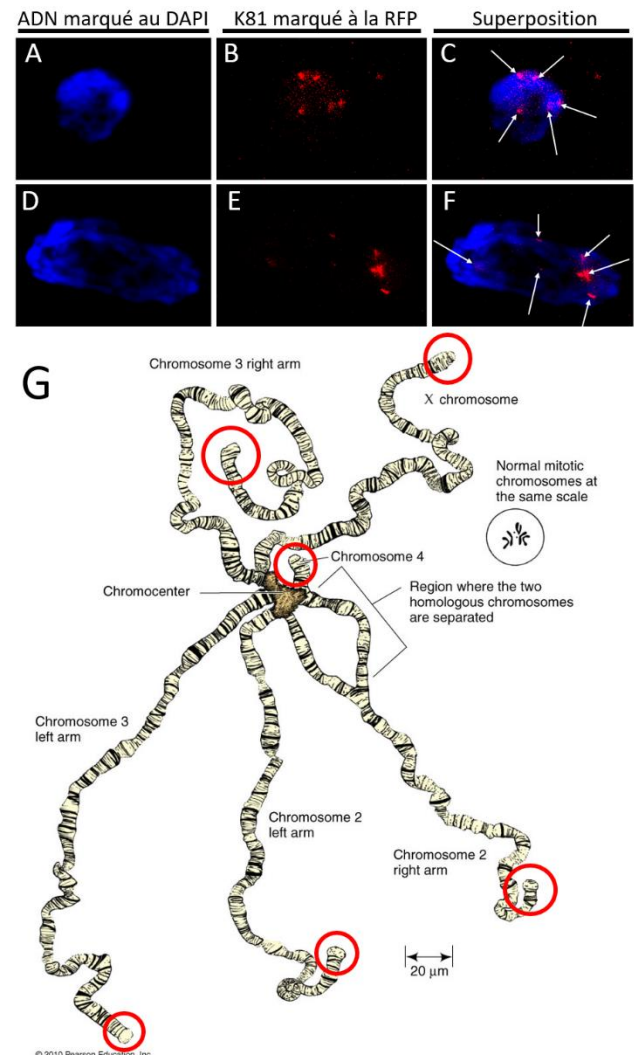 ADN marqué au DAPI
K81 marqué à la RFP
Superposition
A
B
C
D
E
F
G
Chromosome 3 right arm
X chromosome
Normal mitotic
chromosomes at
the same scale
Chromosome 4
Chromocenter
Region where the two
homologous chromosomes
are separated
Chromosome 3
left arm
Chromosome 2
left arm
Chromosome 2
right arm
20 μm
© 2010 Pearson Education, Inc.